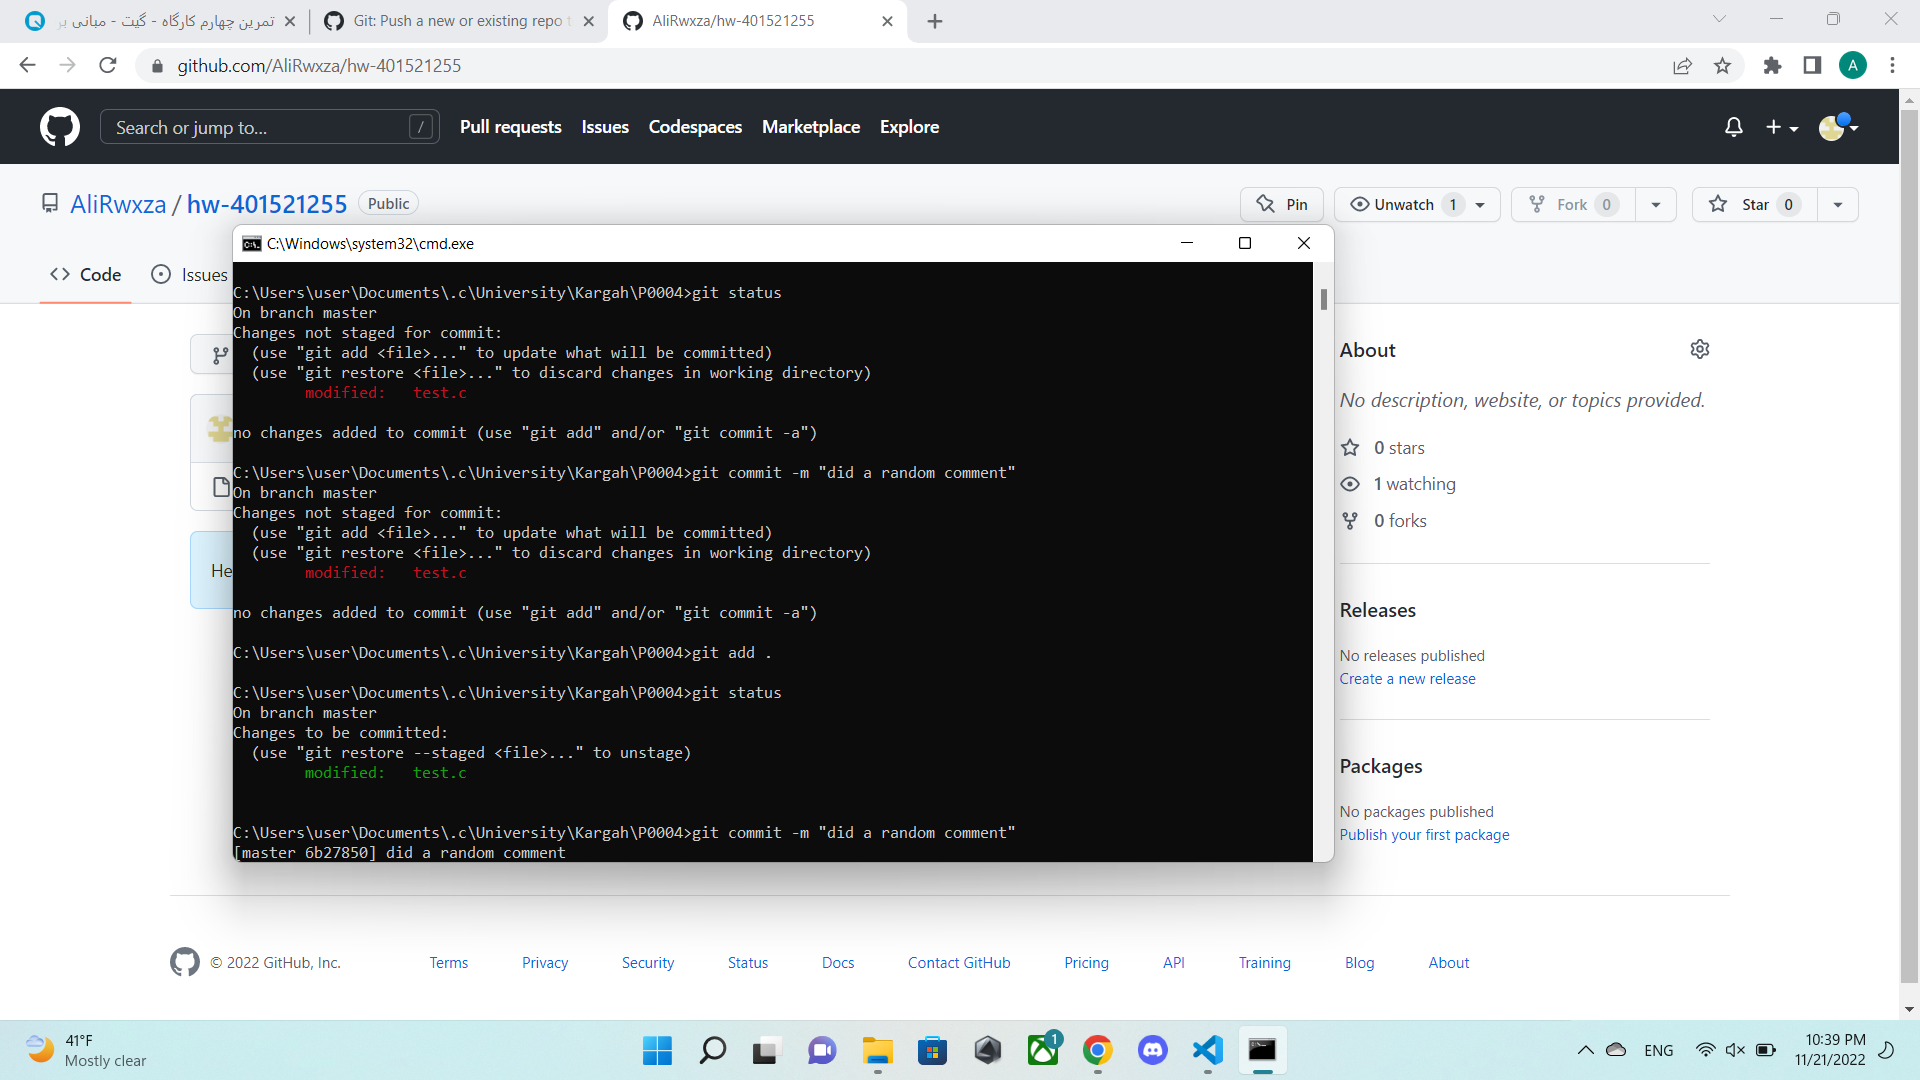 تمرین چهارم کارگاه - گیت - مبانی بر
Git: Push a new or existing repo t
AliRwxza/hw-401521255
github.com/AliRwxza/hw-401521255
A
Search or jump to...
/
Pull requests
Issues
Codespaces
Marketplace
Explore
AliRwxza / hw-401521255
Public
Pin
Unwatch 1
Fork 0
Star 0
Code
Issues
C:\Windows\system32\cmd.exe
C:\Users\user\Documents\.c\University\Kargah\P0004>git status
On branch master
Changes not staged for commit:
(use "git add <file>..." to update what will be committed)
(use "git restore <file>..." to discard changes in working directory)
modified: test.c
no changes added to commit (use "git add" and/or "git commit -a")
C:\Users\user\Documents\.c\University\Kargah\P0004>git commit -m "did a random comment"
On branch master
Changes not staged for commit:
(use "git add <file>..." to update what will be committed)
(use "git restore <file>..." to discard changes in working directory)
modified: test.c
no changes added to commit (use "git add" and/or "git commit -a")
C:\Users\user\Documents\.c\University\Kargah\P0004>git add .
C:\Users\user\Documents\.c\University\Kargah\P0004>git status
On branch master
Changes to be committed:
(use "git restore --staged <file>..." to unstage)
modified: test.c
C:\Users\user\Documents\.c\University\Kargah\P0004>git commit -m "did a random comment"
[master 6b27850] did a random comment
He
About
No description, website, or topics provided.
0 stars
1 watching
0 forks
Releases
No releases published
Create a new release
Packages
No packages published
Publish your first package
© 2022 GitHub, Inc.
Terms
Privacy
Security
Status
Docs
Contact GitHub
Pricing
API
Training
Blog
About
41°F
Mostly clear
1
ENG
10:39 PM
11/21/2022